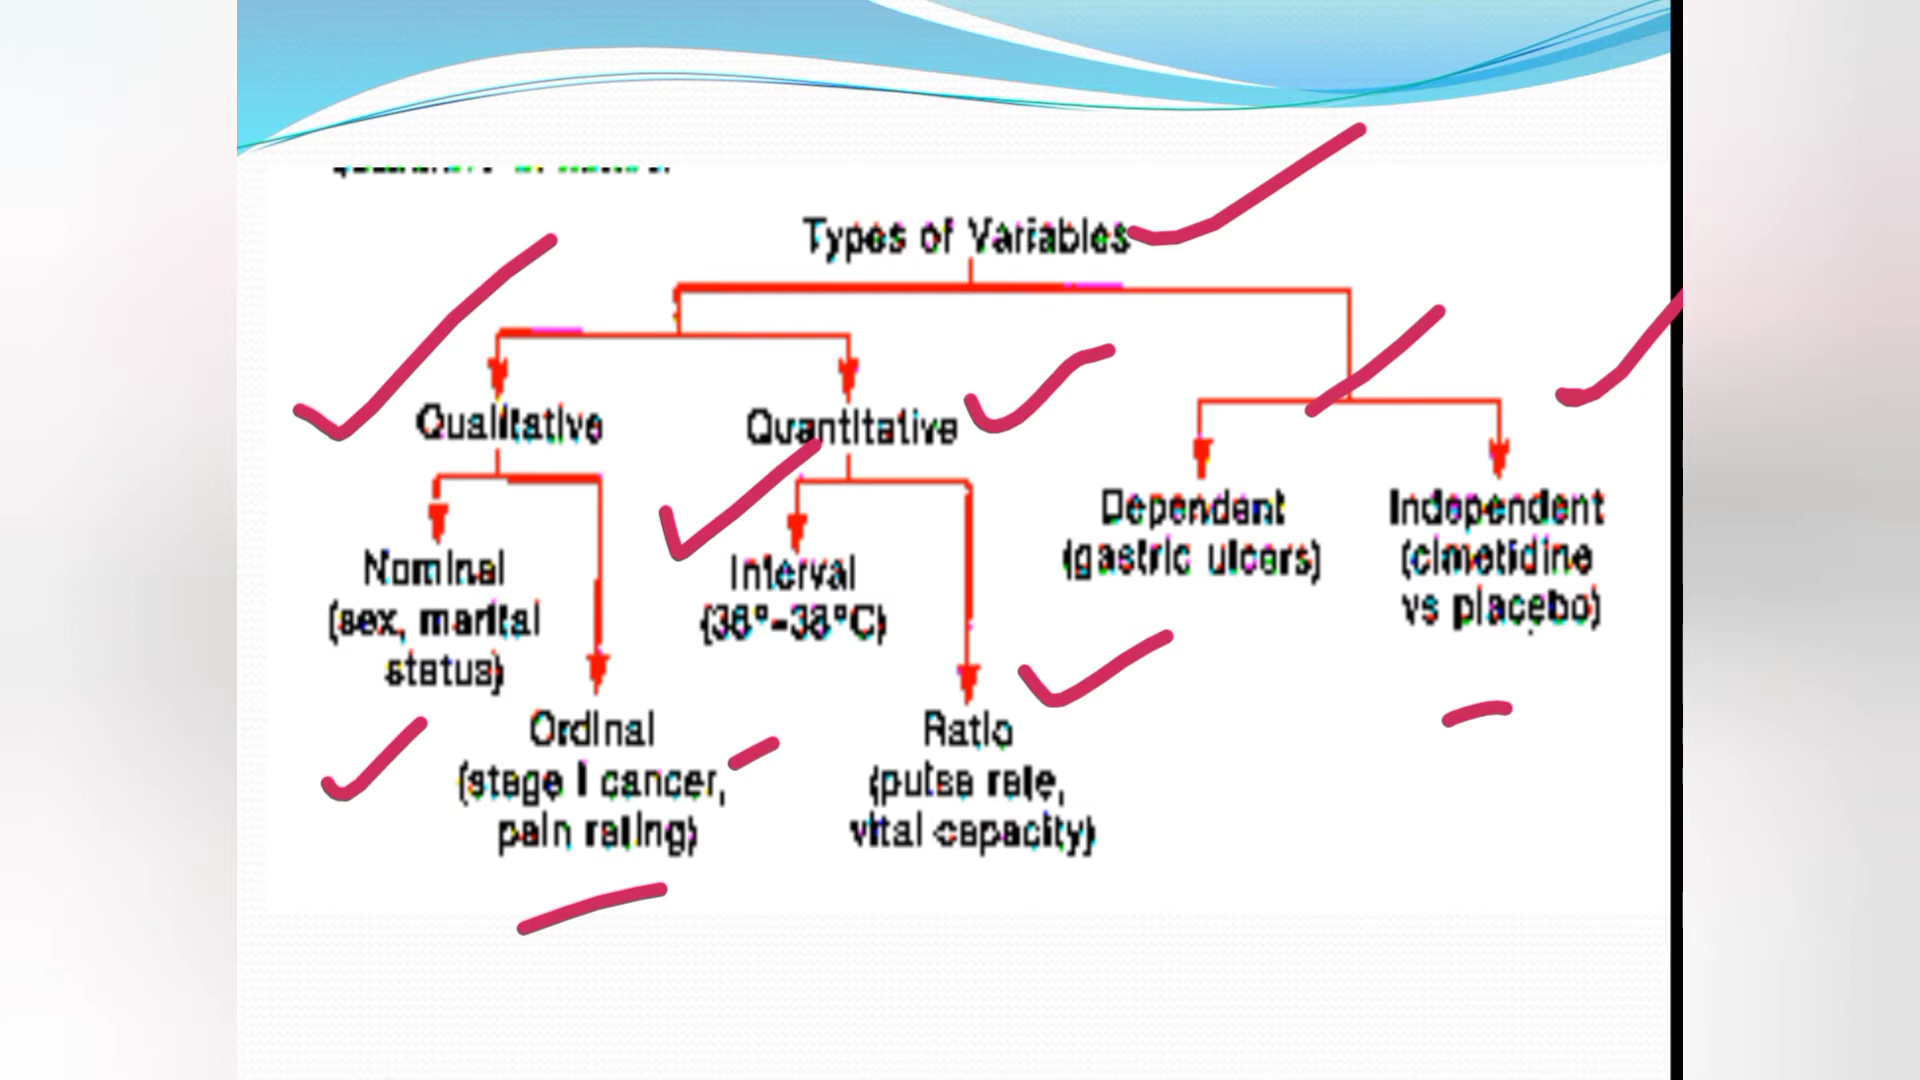 Types of Variables
Qualitative
Quantitative
Nominal
(sex, marital
status)
Ordinal
(stage I cancer,
pain rating)
Interval
(36°-38°C)
Ratio
(pulse rate,
vital capacity)
Dependent
(gastric ulcers)
Independent
(cimetidine
vs placebo)